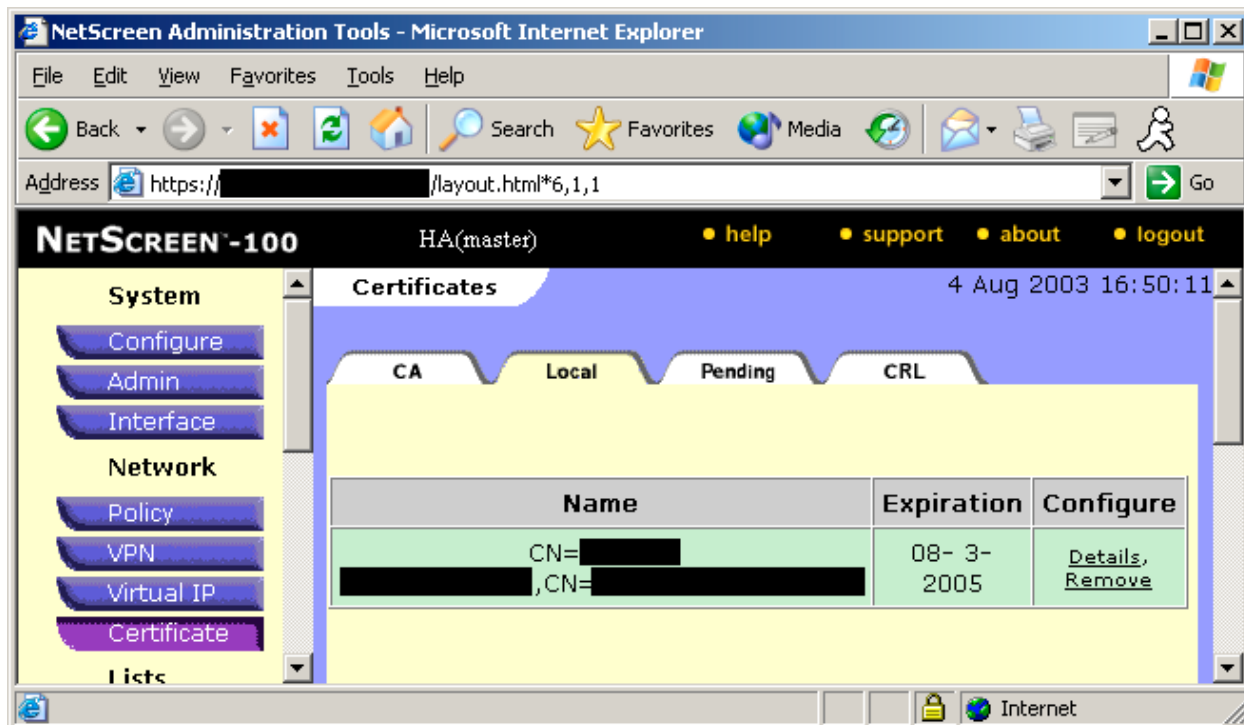 NetScreen Administration Tools - Microsoft Internet Explorer
File Edit View Favorites Tools Help
Back Search Favorites Media
Address https:// /layout.html*6,1,1 Go
NETSCREEN™-100 HA(master) help support about logout
System
Configure
Admin
Interface
Network
Policy
VPN
Virtual IP
Certificate
Lists
Certificates 4 Aug 2003 16:50:11
CA Local Pending CRL
Name Expiration Configure
CN= 08- 3- Details,
,CN= 2005 Remove
Internet